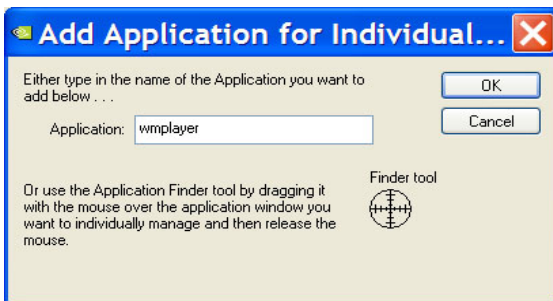 Add Application for Individual...
Either type in the name of the Application you want to
add below . . .
OK
Application: wmplayer
Cancel
Finder tool
Or use the Application Finder tool by dragging it
with the mouse over the application window you
want to individually manage and then release the
mouse.